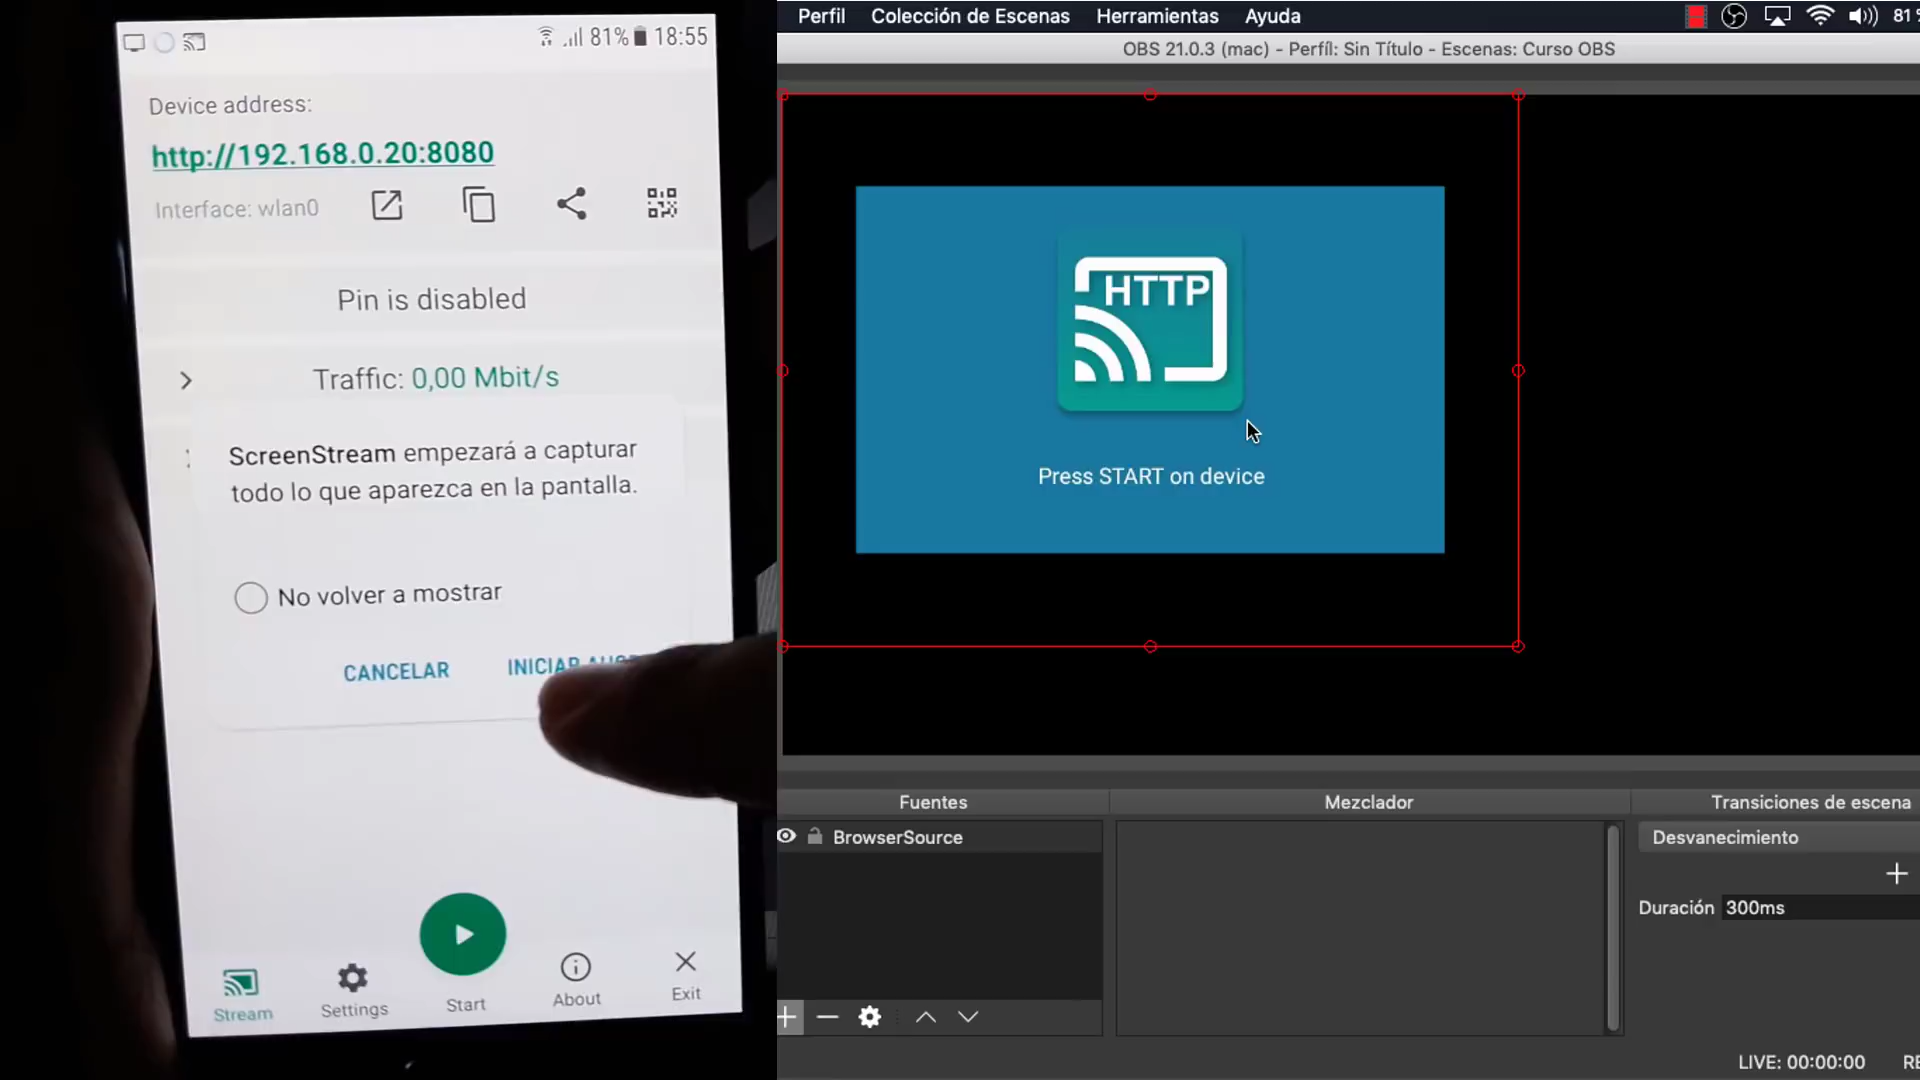 81% 18:55
Device address:
http://192.168.0.20:8080
Interface: wlan0
Pin is disabled
Traffic: 0,00 Mbit/s
ScreenStream empezará a capturar
todo lo que aparezca en la pantalla.
No volver a mostrar
CANCELAR INICIAR
Stream
Settings
Start
About
Exit
Perfil Colección de Escenas Herramientas Ayuda 81%
OBS 21.0.3 (mac) - Perfíl: Sin Título - Escenas: Curso OBS
HTTP
Press START on device
Fuentes
Mezclador
Transiciones de escena
BrowserSource
Desvanecimiento
Duración 300ms
LIVE: 00:00:00